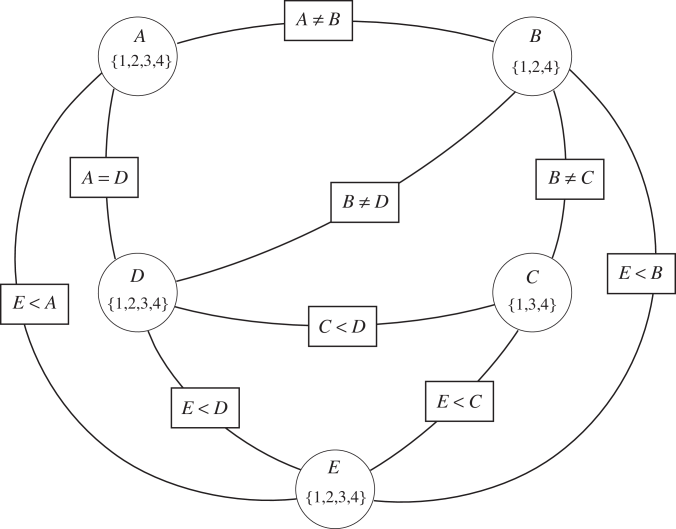 A ≠ B
A
{1,2,3,4}
B
{1,2,4}
A = D
B ≠ C
B ≠ D
D
{1,2,3,4}
C
{1,3,4}
E < B
E < A
C < D
E < D
E < C
E
{1,2,3,4}